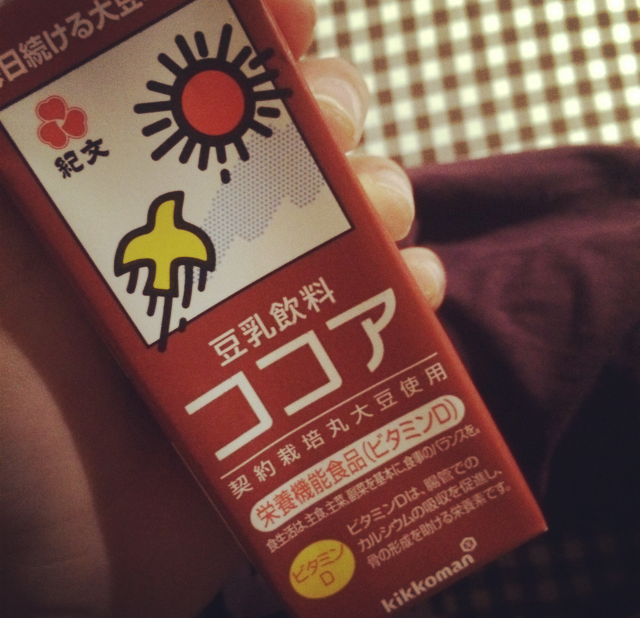 日続ける大豆
紀文
豆乳飲料
ココア
契約栽培丸大豆使用
栄養機能食品(ビタミンD)
食生活は、主食、主菜、副菜を基本に、食事のバランスを。
ビタミンD
ビタミンDは、腸管での
カルシウムの吸収を促進し、
骨の形成を助ける栄養素です。
kikkoman